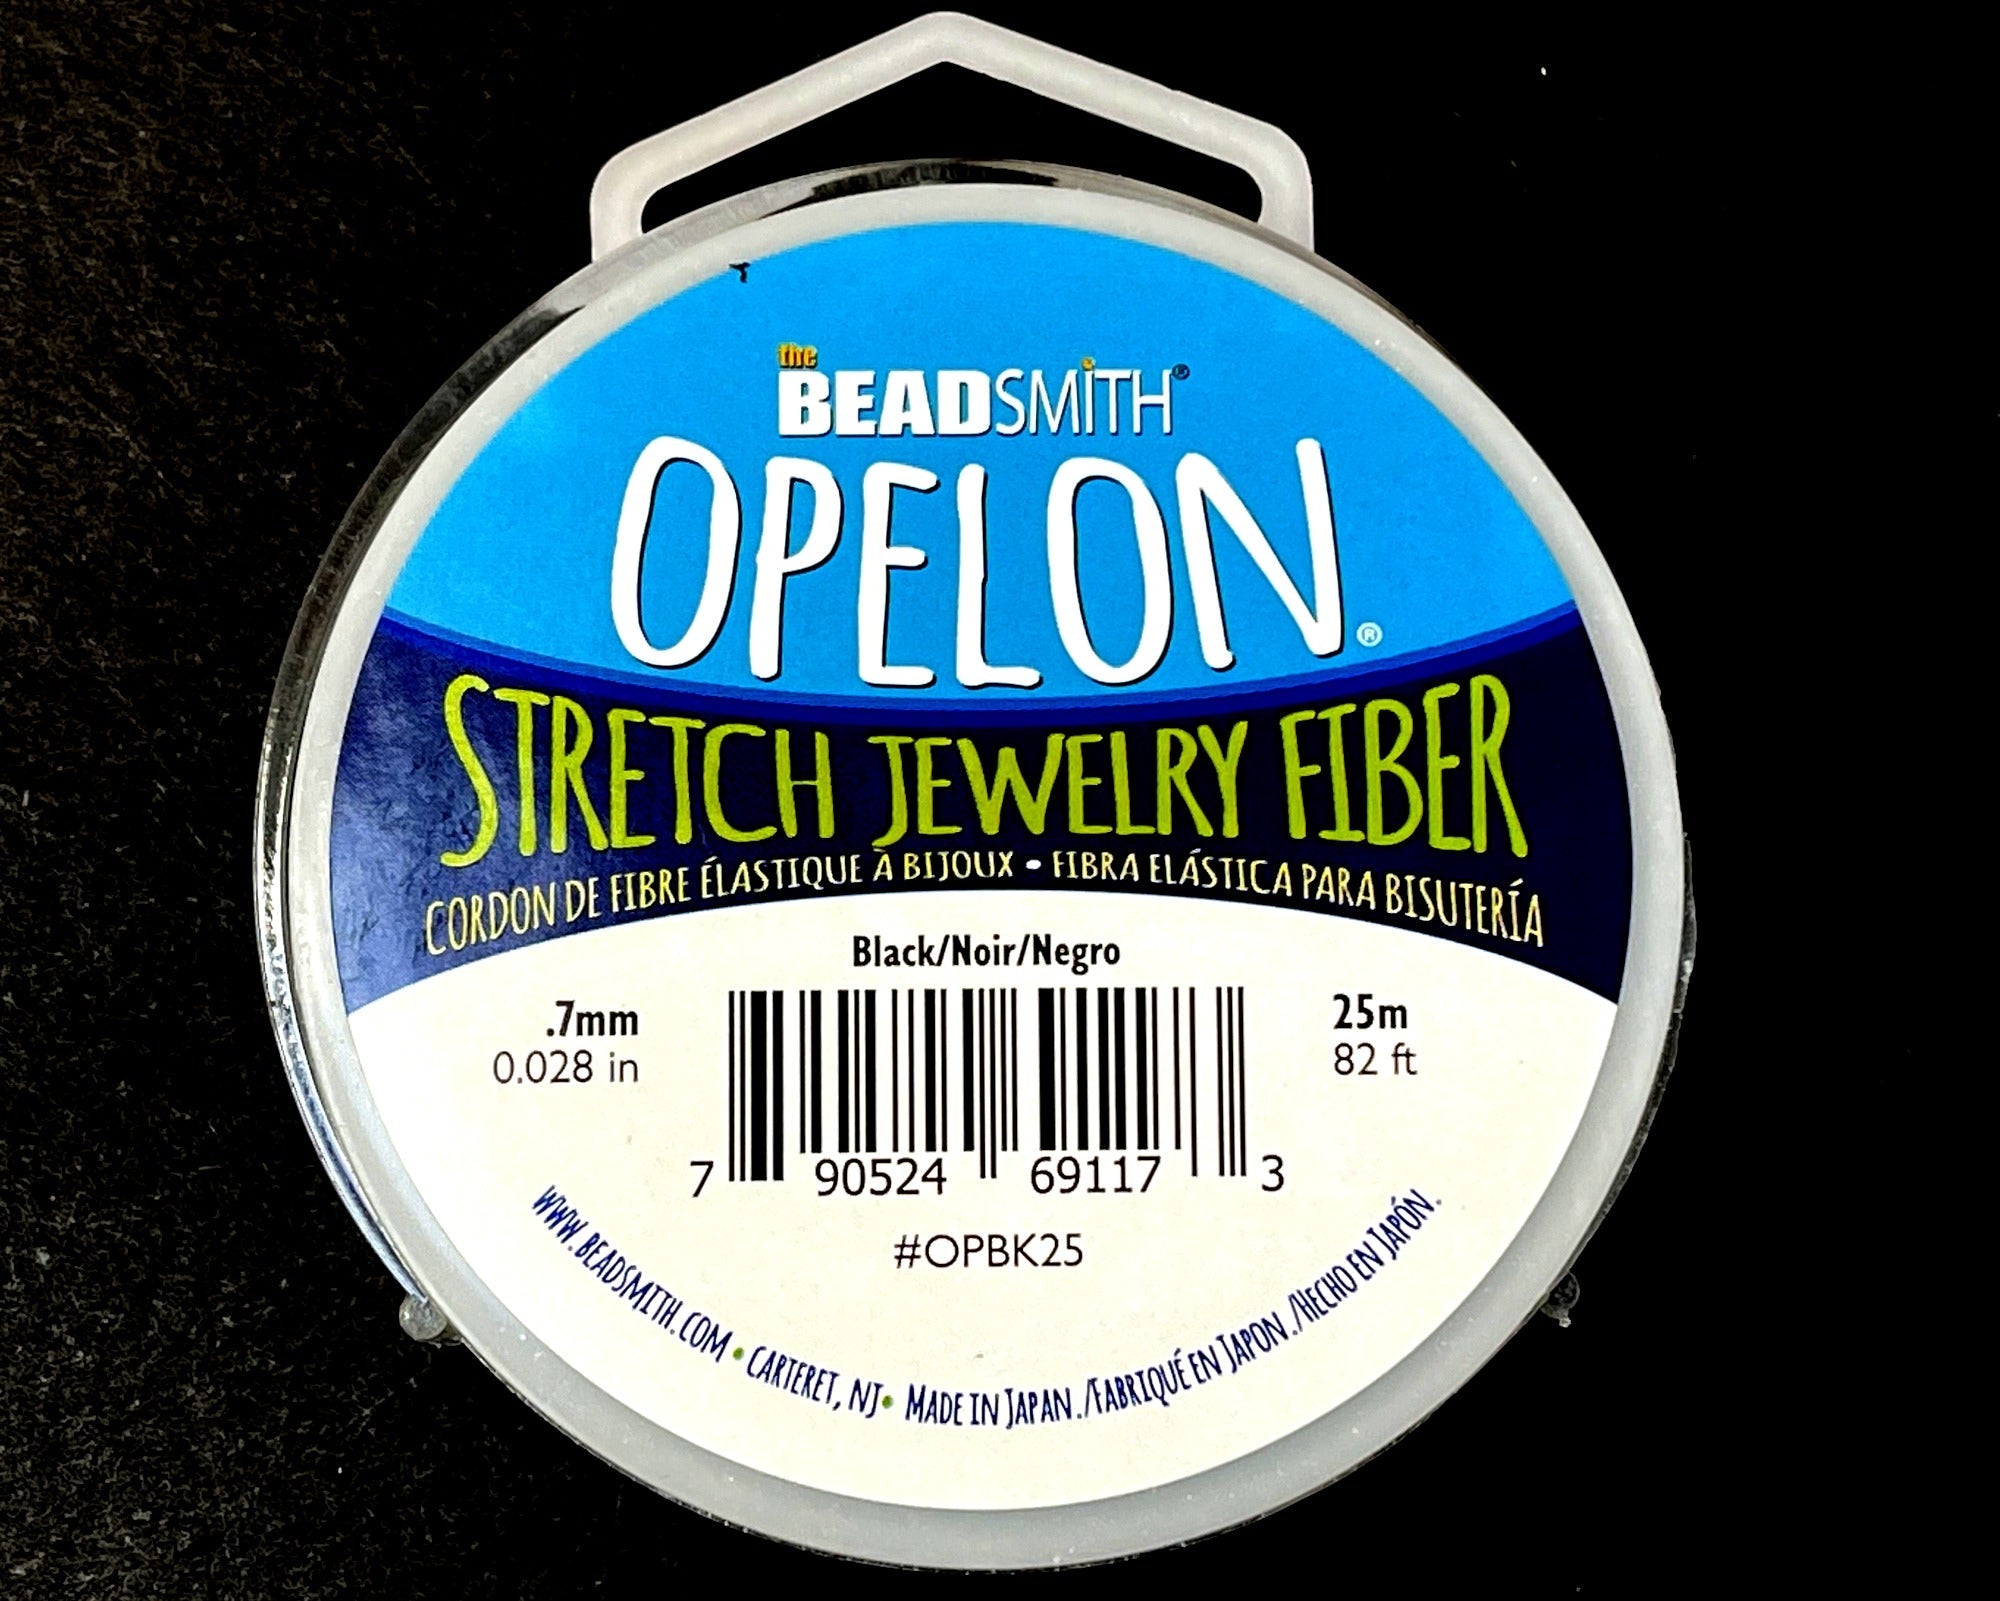 the
BEADSMiTH®
OPELON®
STRETCH JEWELRY FIBER
CORDON DE FIBRE ÉLASTIQUE À BIJOUX • FIBRA ELÁSTICA PARA BISUTERÍA
Black/Noir/Negro
.7mm
0.028 in
25m
82 ft
7 90524 69117 3
#OPBK25
WWW.BEADSMITH.COM • CARTERET, NJ • MADE IN JAPAN./FABRIQUÉ EN JAPON./HECHO EN JAPÓN.